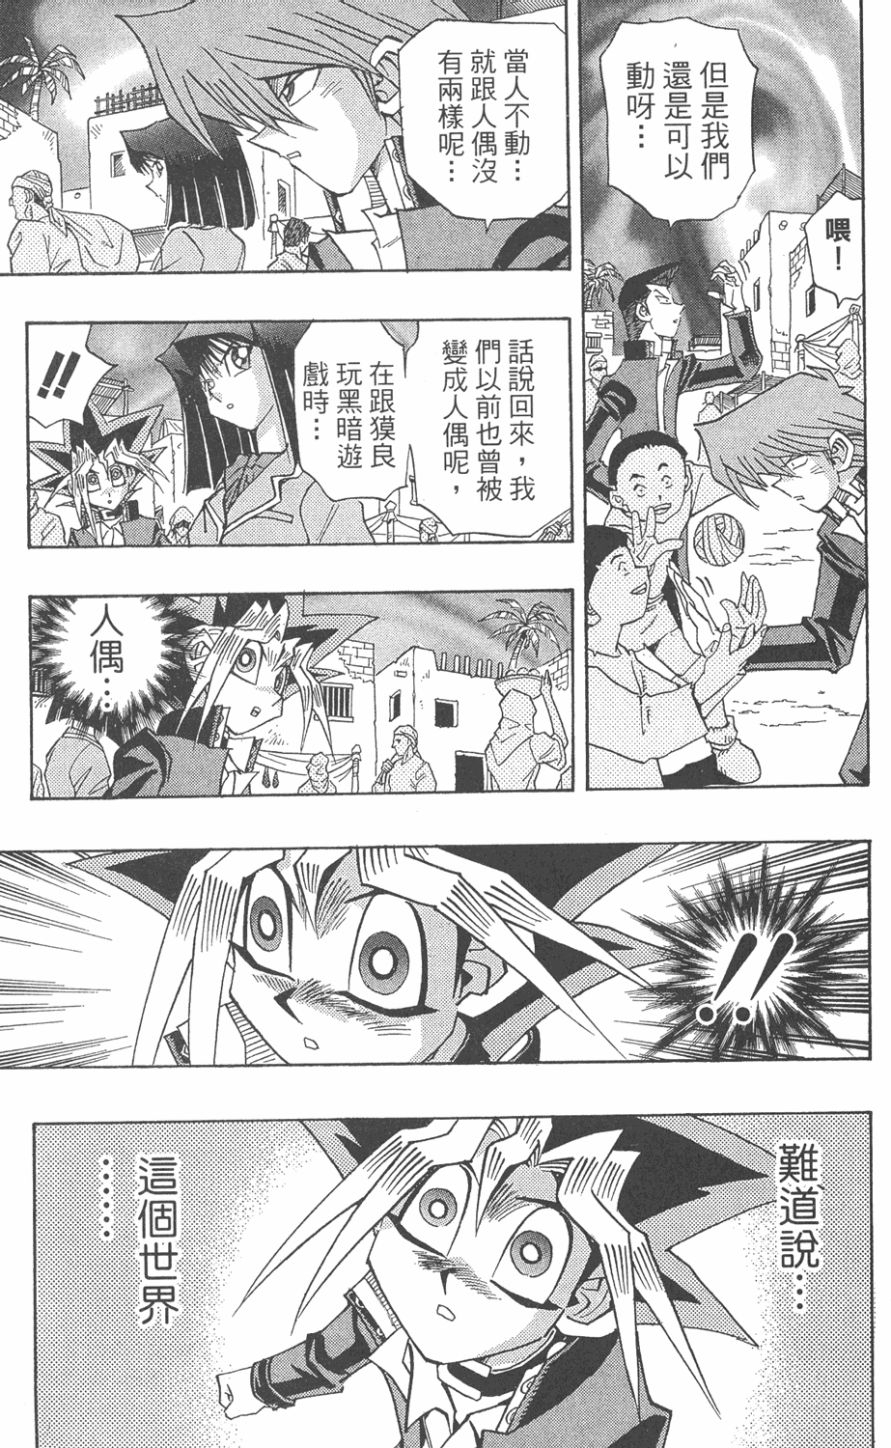 但是我們
還是可以
動呀…
喂！
當人不動…
就跟人偶沒
有兩樣呢…
話說回來，我
們以前也曾被
變成人偶呢，
在跟獏良
玩黑暗遊
戲時…
!!
人偶…
!!
難道說…
這個世界
……